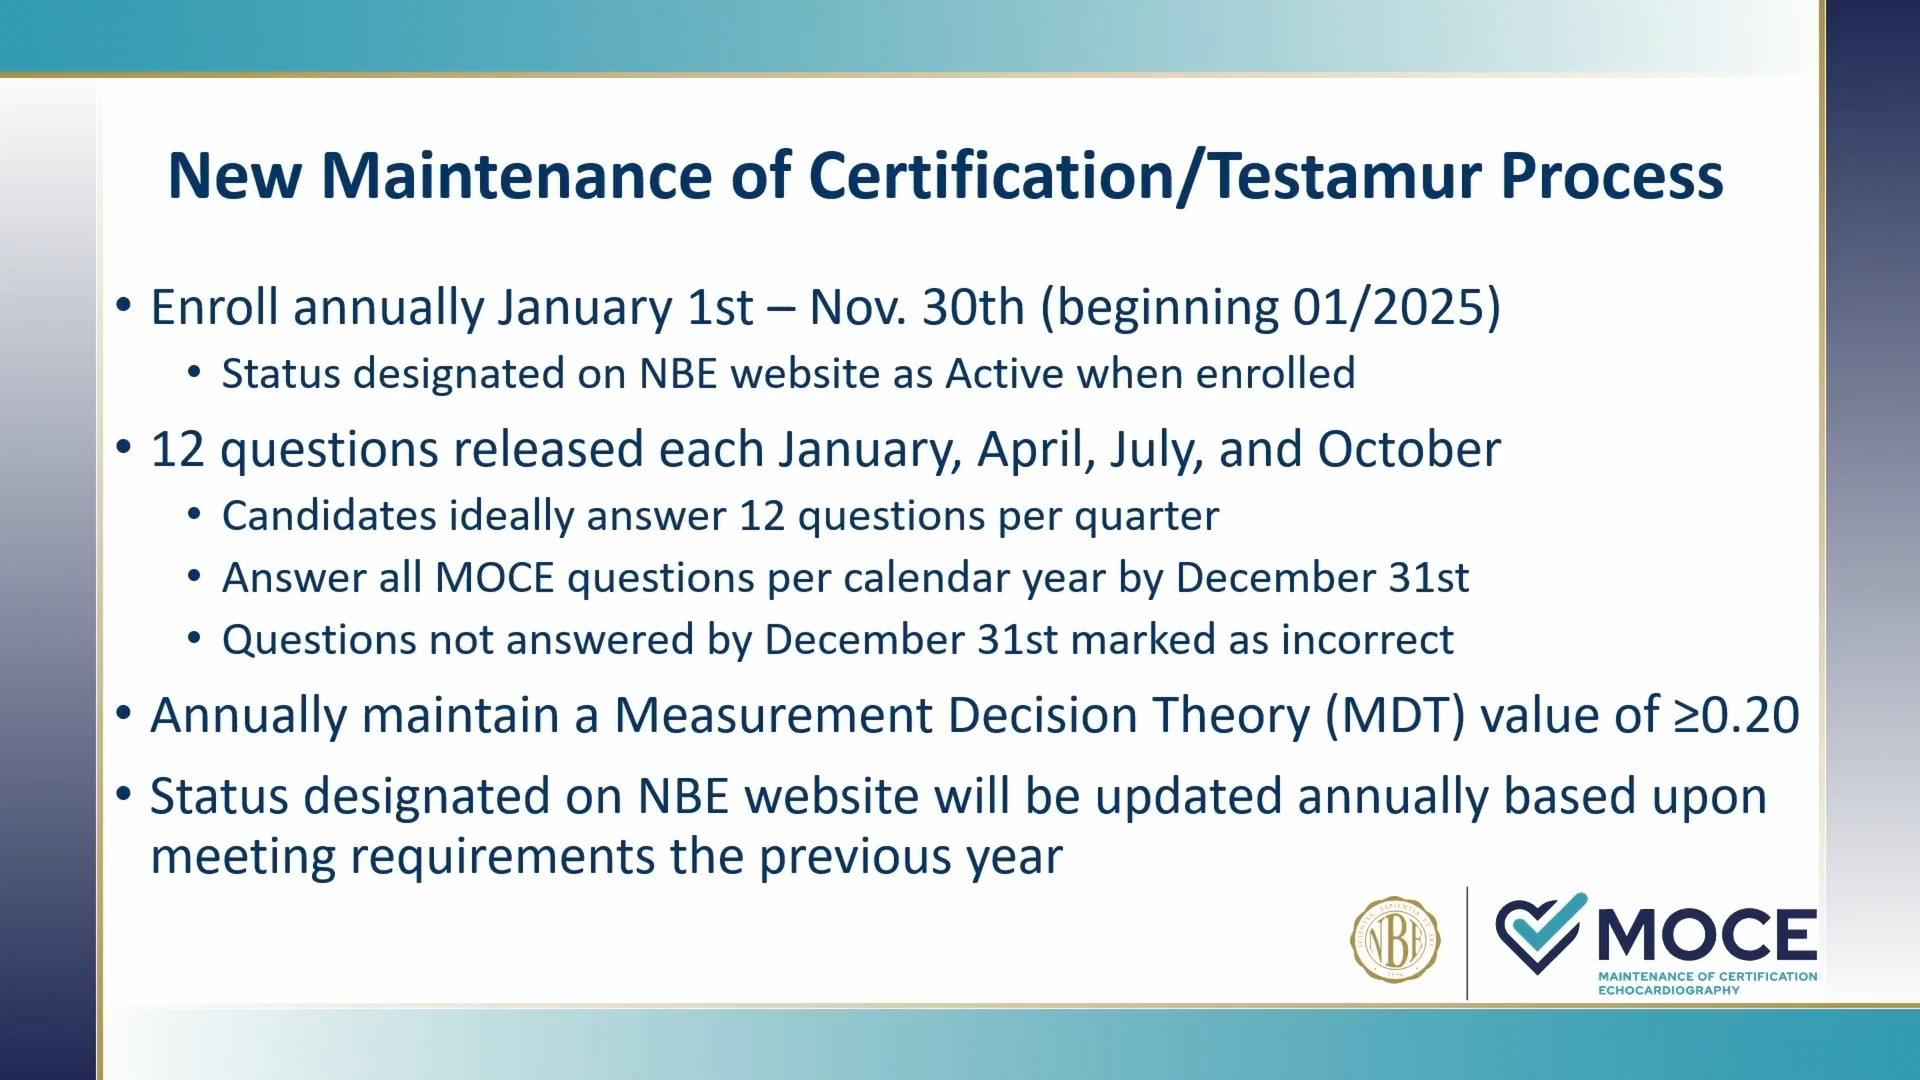 New Maintenance of Certification/Testamur Process
• Enroll annually January 1st – Nov. 30th (beginning 01/2025)
• Status designated on NBE website as Active when enrolled
• 12 questions released each January, April, July, and October
• Candidates ideally answer 12 questions per quarter
• Answer all MOCE questions per calendar year by December 31st
• Questions not answered by December 31st marked as incorrect
• Annually maintain a Measurement Decision Theory (MDT) value of ≥0.20
• Status designated on NBE website will be updated annually based upon
meeting requirements the previous year
NBE
MOCE
MAINTENANCE OF CERTIFICATION
ECHOCARDIOGRAPHY